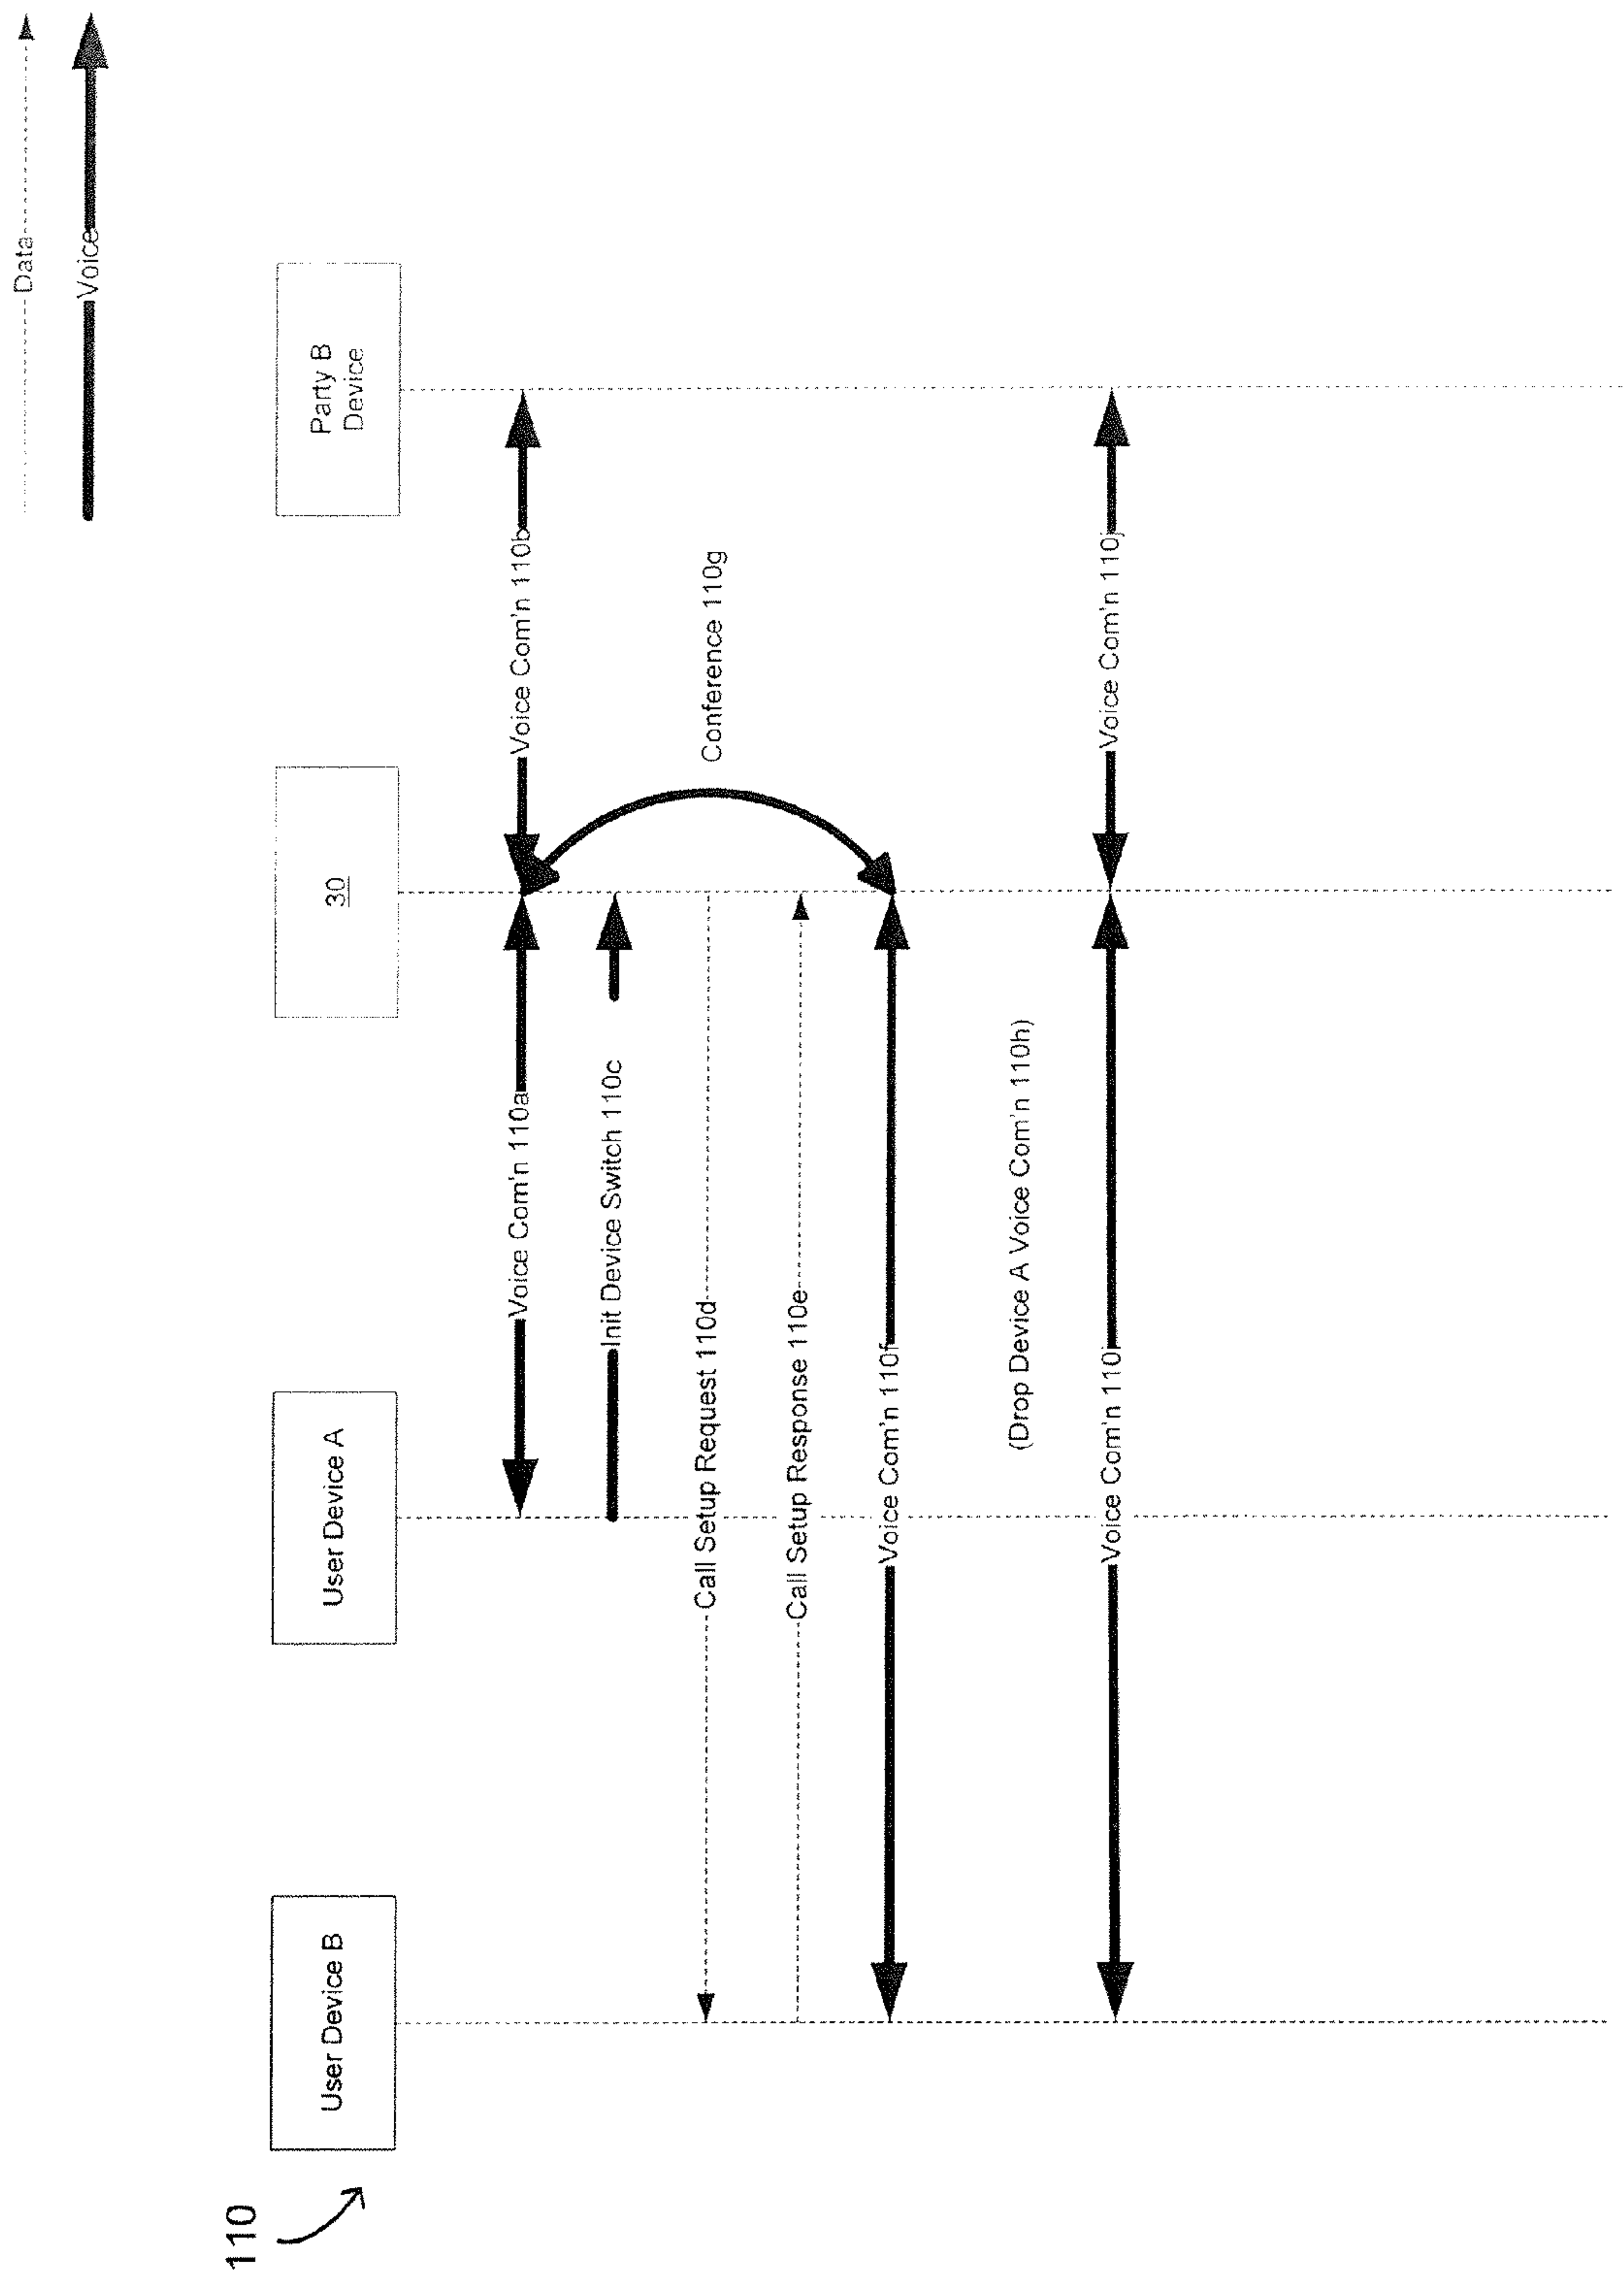 Data
Voice
110
User Device B
User Device A
30
Party B
Device
Voice Com'n 110a
Voice Com'n 110b
Init Device Switch 110c
Call Setup Request 110d
Conference 110g
Call Setup Response 110e
Voice Com'n 110f
(Drop Device A Voice Com'n 110h)
Voice Com'n 110i
Voice Com'n 110j